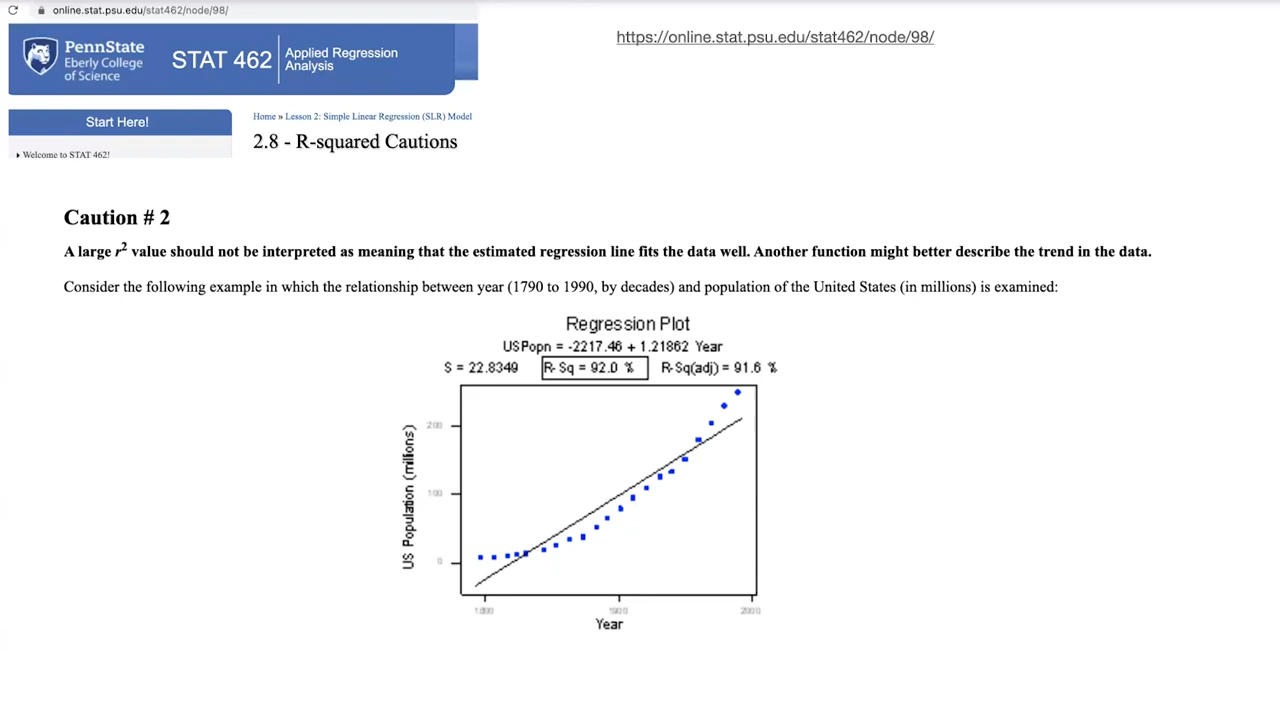 online.stat.psu.edu/stat462/node/98/
https://online.stat.psu.edu/stat462/node/98/
PennState
Eberly College
of Science
STAT 462
Applied Regression
Analysis
Start Here!
Welcome to STAT 462!
Home » Lesson 2: Simple Linear Regression (SLR) Model
2.8 - R-squared Cautions
Caution # 2
A large r² value should not be interpreted as meaning that the estimated regression line fits the data well. Another function might better describe the trend in the data.
Consider the following example in which the relationship between year (1790 to 1990, by decades) and population of the United States (in millions) is examined:
Regression Plot
USPopn = -2217.46 + 1.21862 Year
S = 22.8349 R-Sq = 92.0 % R-Sq(adj) = 91.6 %
US Population (millions)
200
100
0
1800 1900 2000
Year